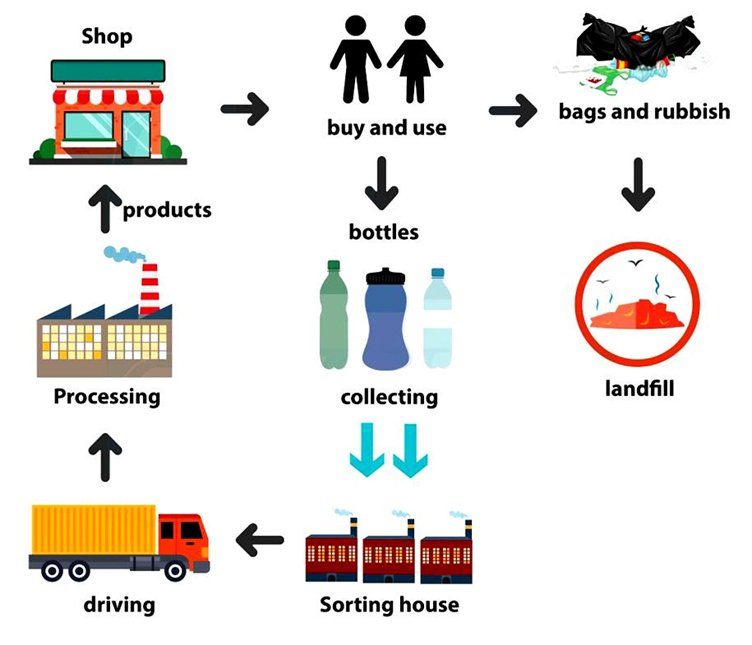 Shop
buy and use
bags and rubbish
products
bottles
Processing
collecting
landfill
driving
Sorting house